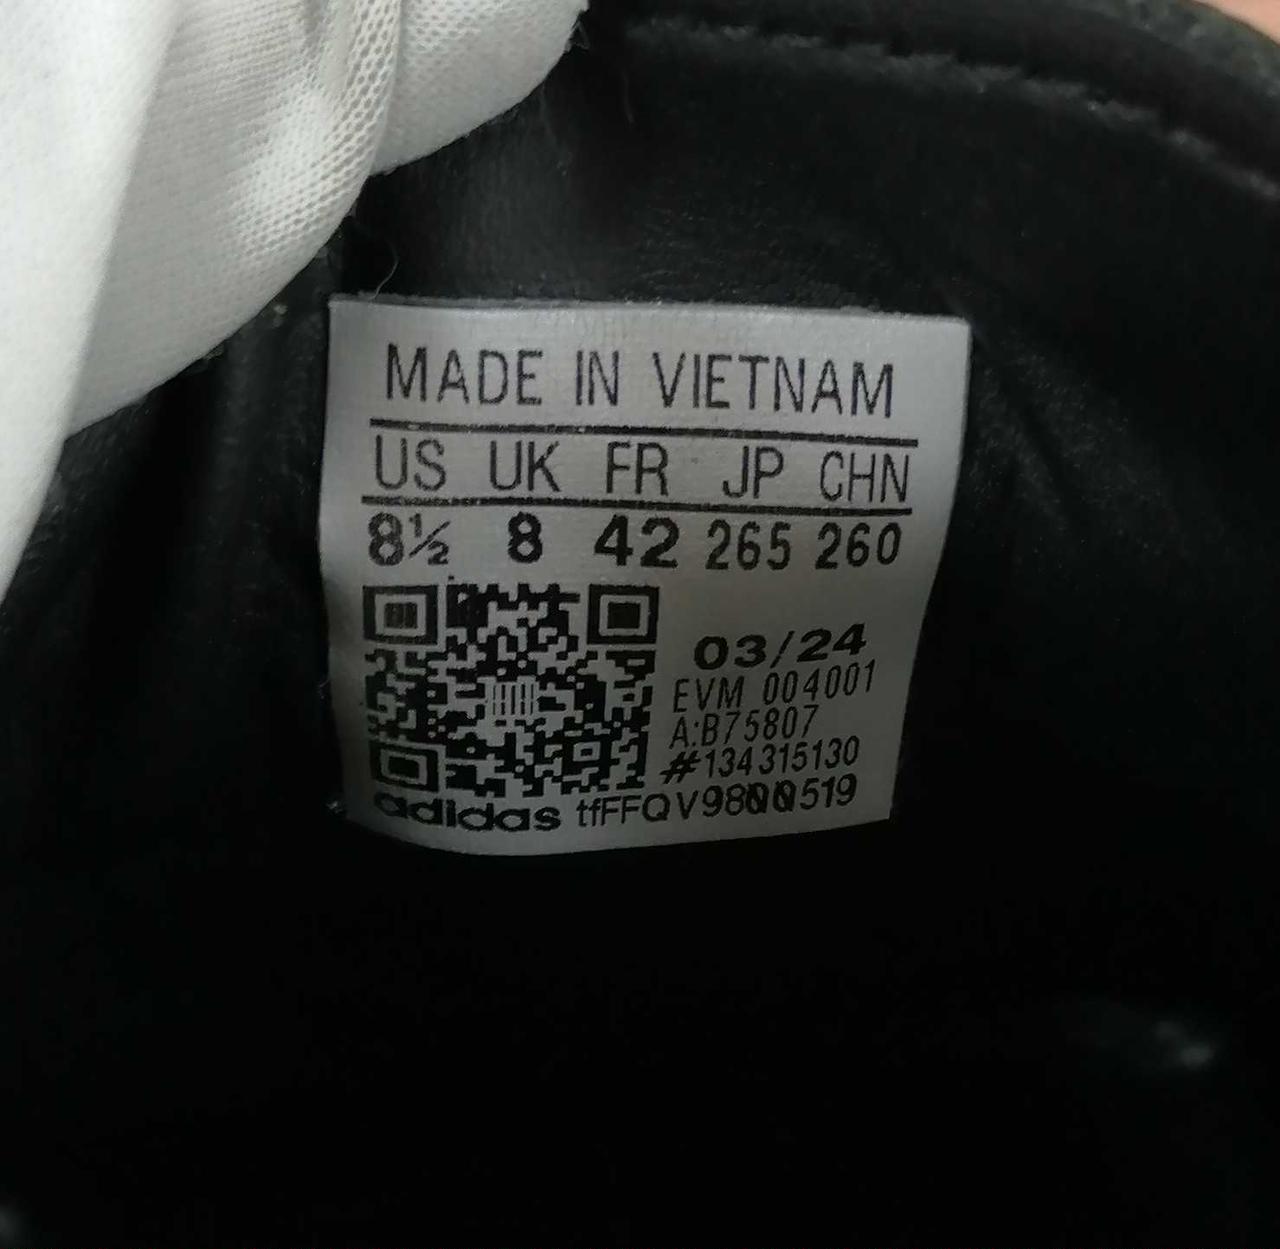 MADE IN VIETNAM
US UK FR JP CHN
8½ 8 42 265 260
03/24
EVM 004001
A:B75807
#134315130
adidas tfFFQV9800519